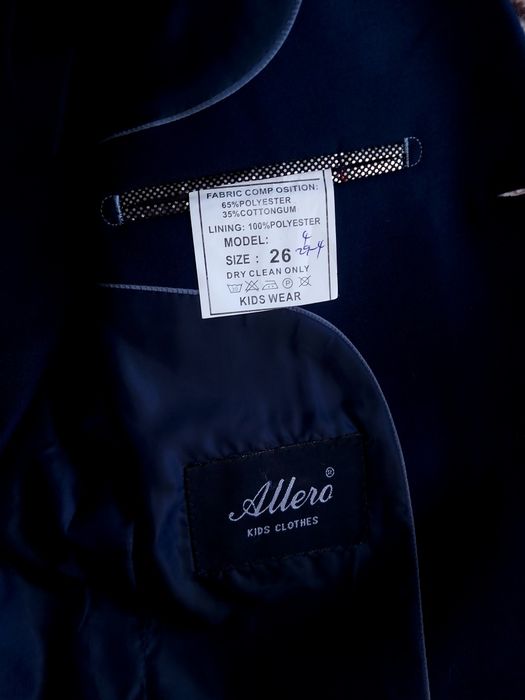 FABRIC COMP OSITION:
65%POLYESTER
35%COTTONGUM
LINING: 100%POLYESTER
MODEL:
SIZE : 26
DRY CLEAN ONLY
KIDS WEAR
Allero ®
KIDS CLOTHES